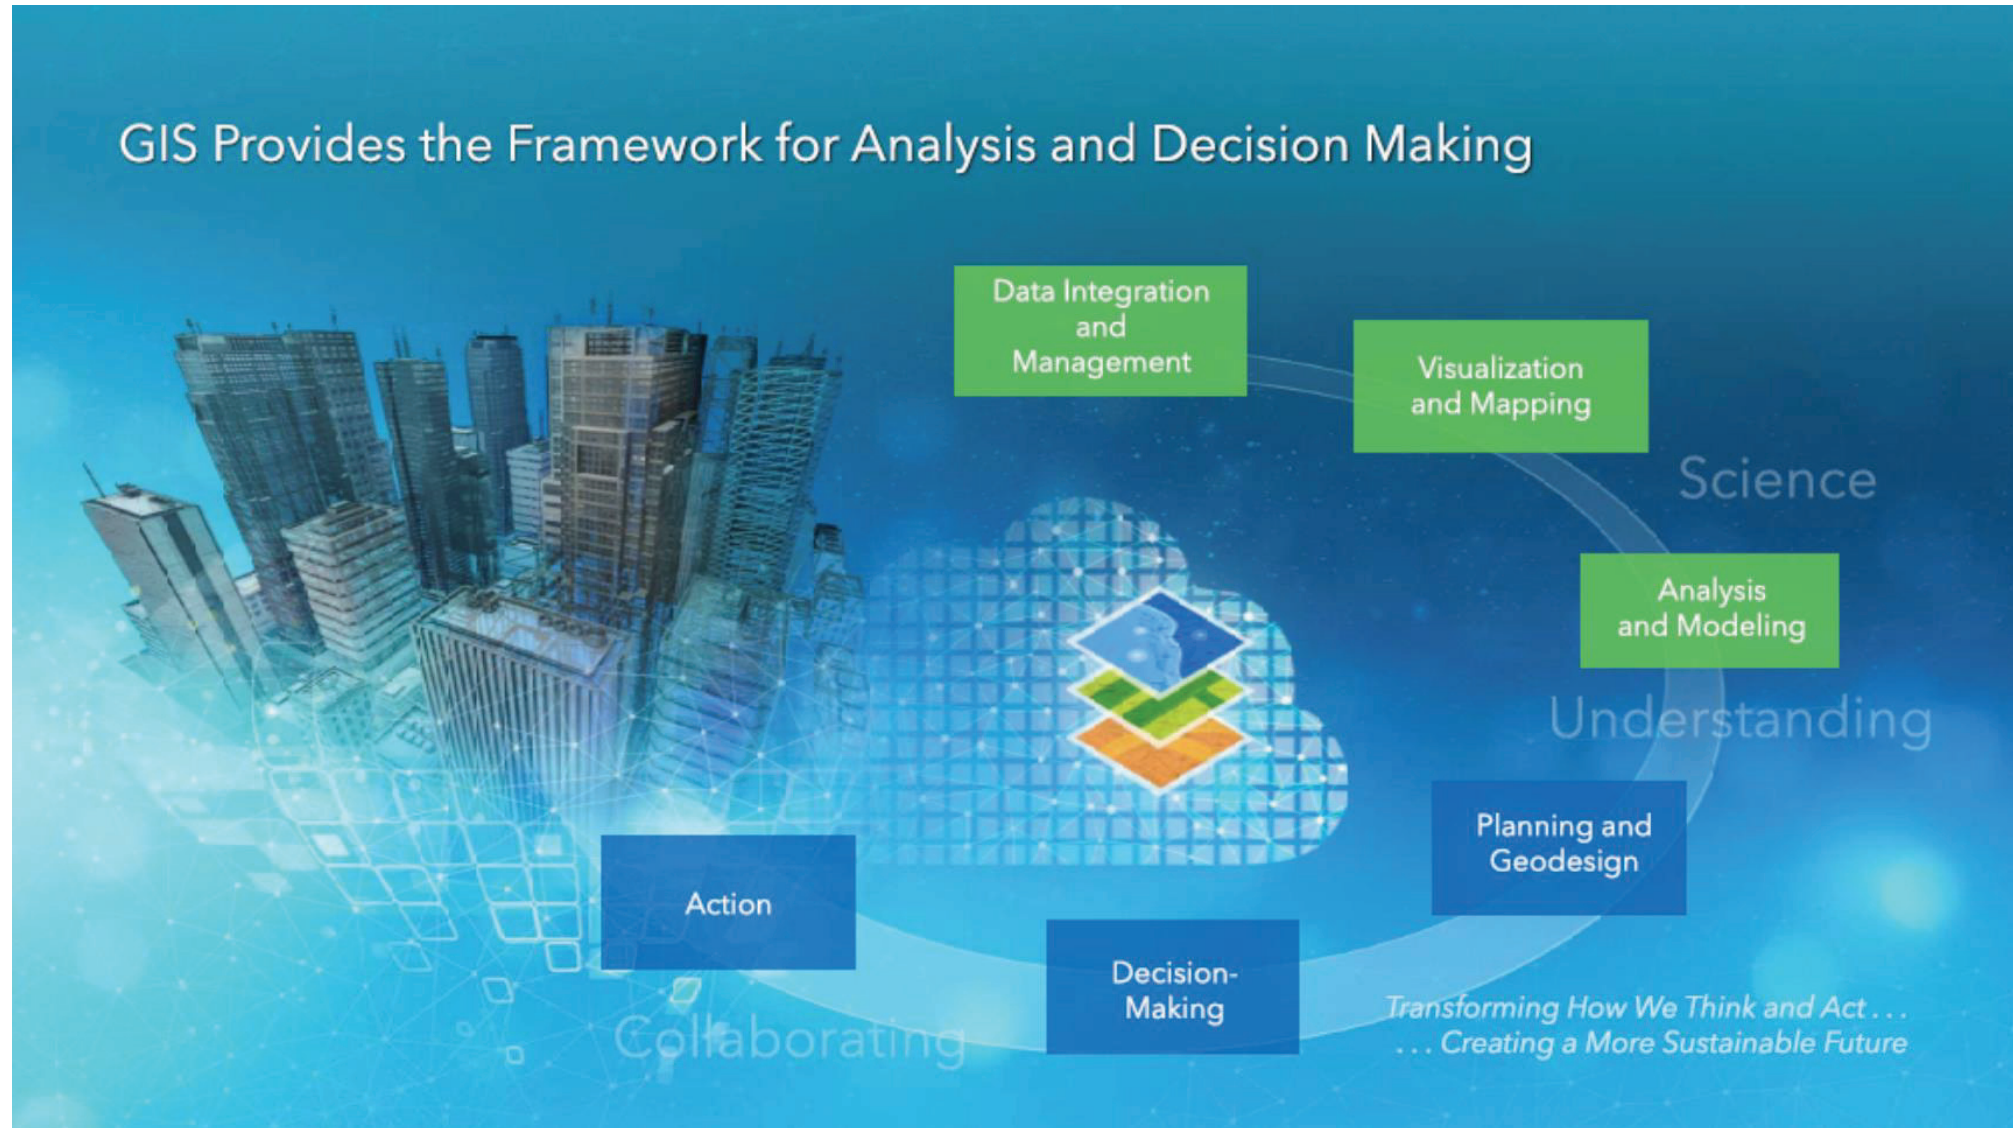 GIS Provides the Framework for Analysis and Decision Making
Data Integration
and
Management
Visualization
and Mapping
Science
Analysis
and Modeling
Understanding
Planning and
Geodesign
Action
Decision-
Making
Collaborating
Transforming How We Think and Act . . .
. . . Creating a More Sustainable Future